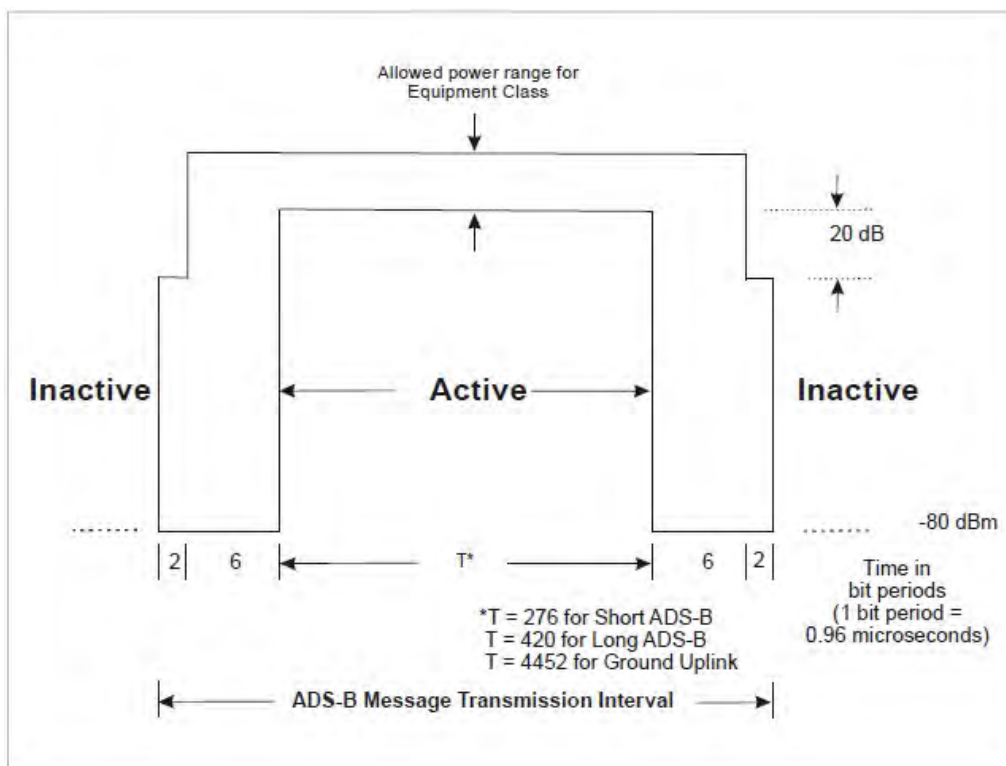 Allowed power range for
Equipment Class
20 dB
Inactive
Active
Inactive
-80 dBm
2
6
T*
6
2
Time in
bit periods
(1 bit period =
0.96 microseconds)
*T = 276 for Short ADS-B
T = 420 for Long ADS-B
T = 4452 for Ground Uplink
ADS-B Message Transmission Interval